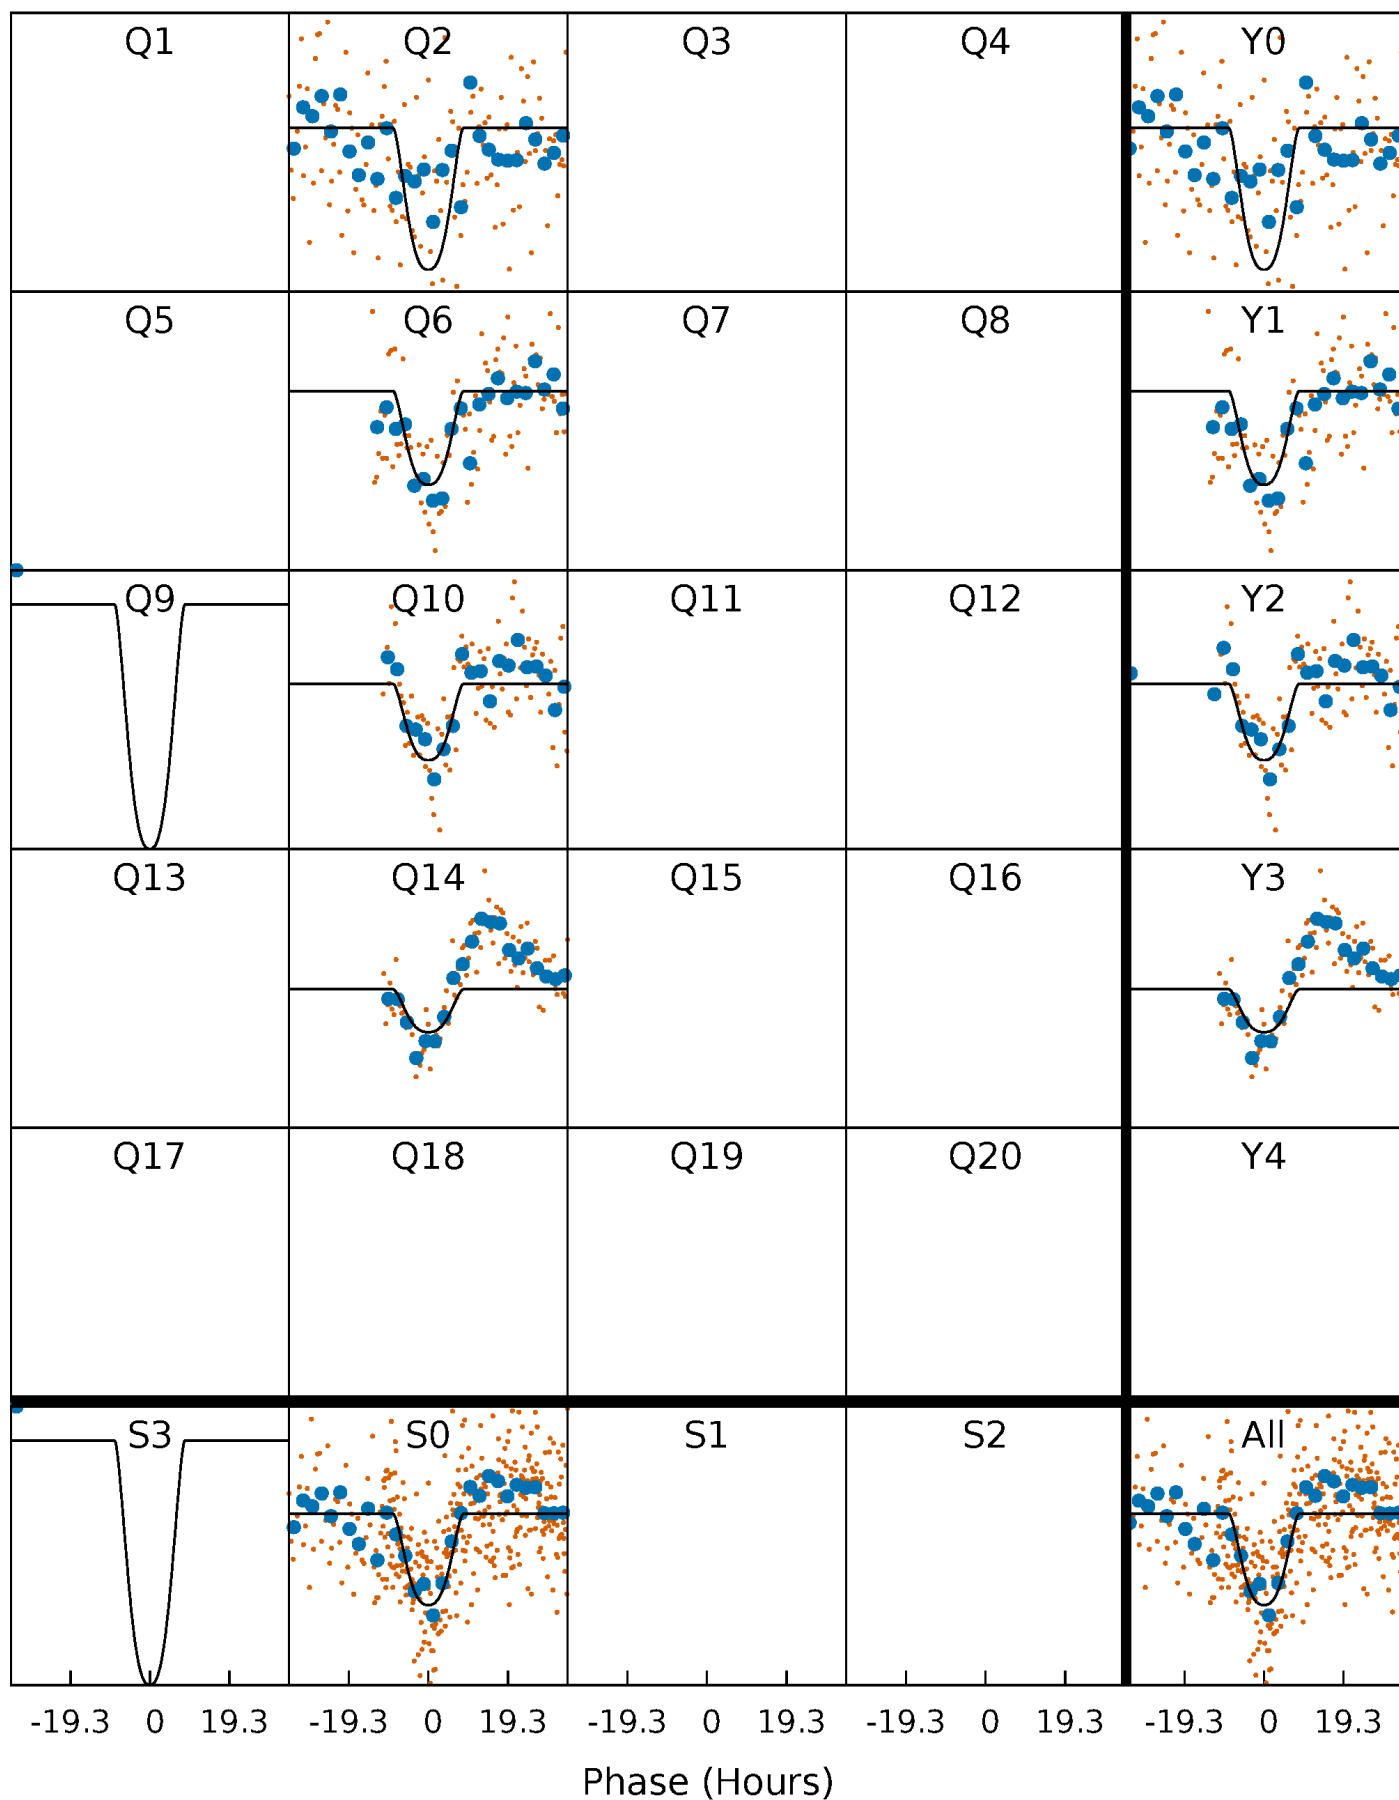 Q1 Q2 Q3 Q4 Y0
Q5 Q6 Q7 Q8 Y1
Q9 Q10 Q11 Q12 Y2
Q13 Q14 Q15 Q16 Y3
Q17 Q18 Q19 Q20 Y4
S3 S0 S1 S2 All
-19.3 0 19.3 -19.3 0 19.3 -19.3 0 19.3 -19.3 0 19.3 -19.3 0 19.3
Phase (Hours)